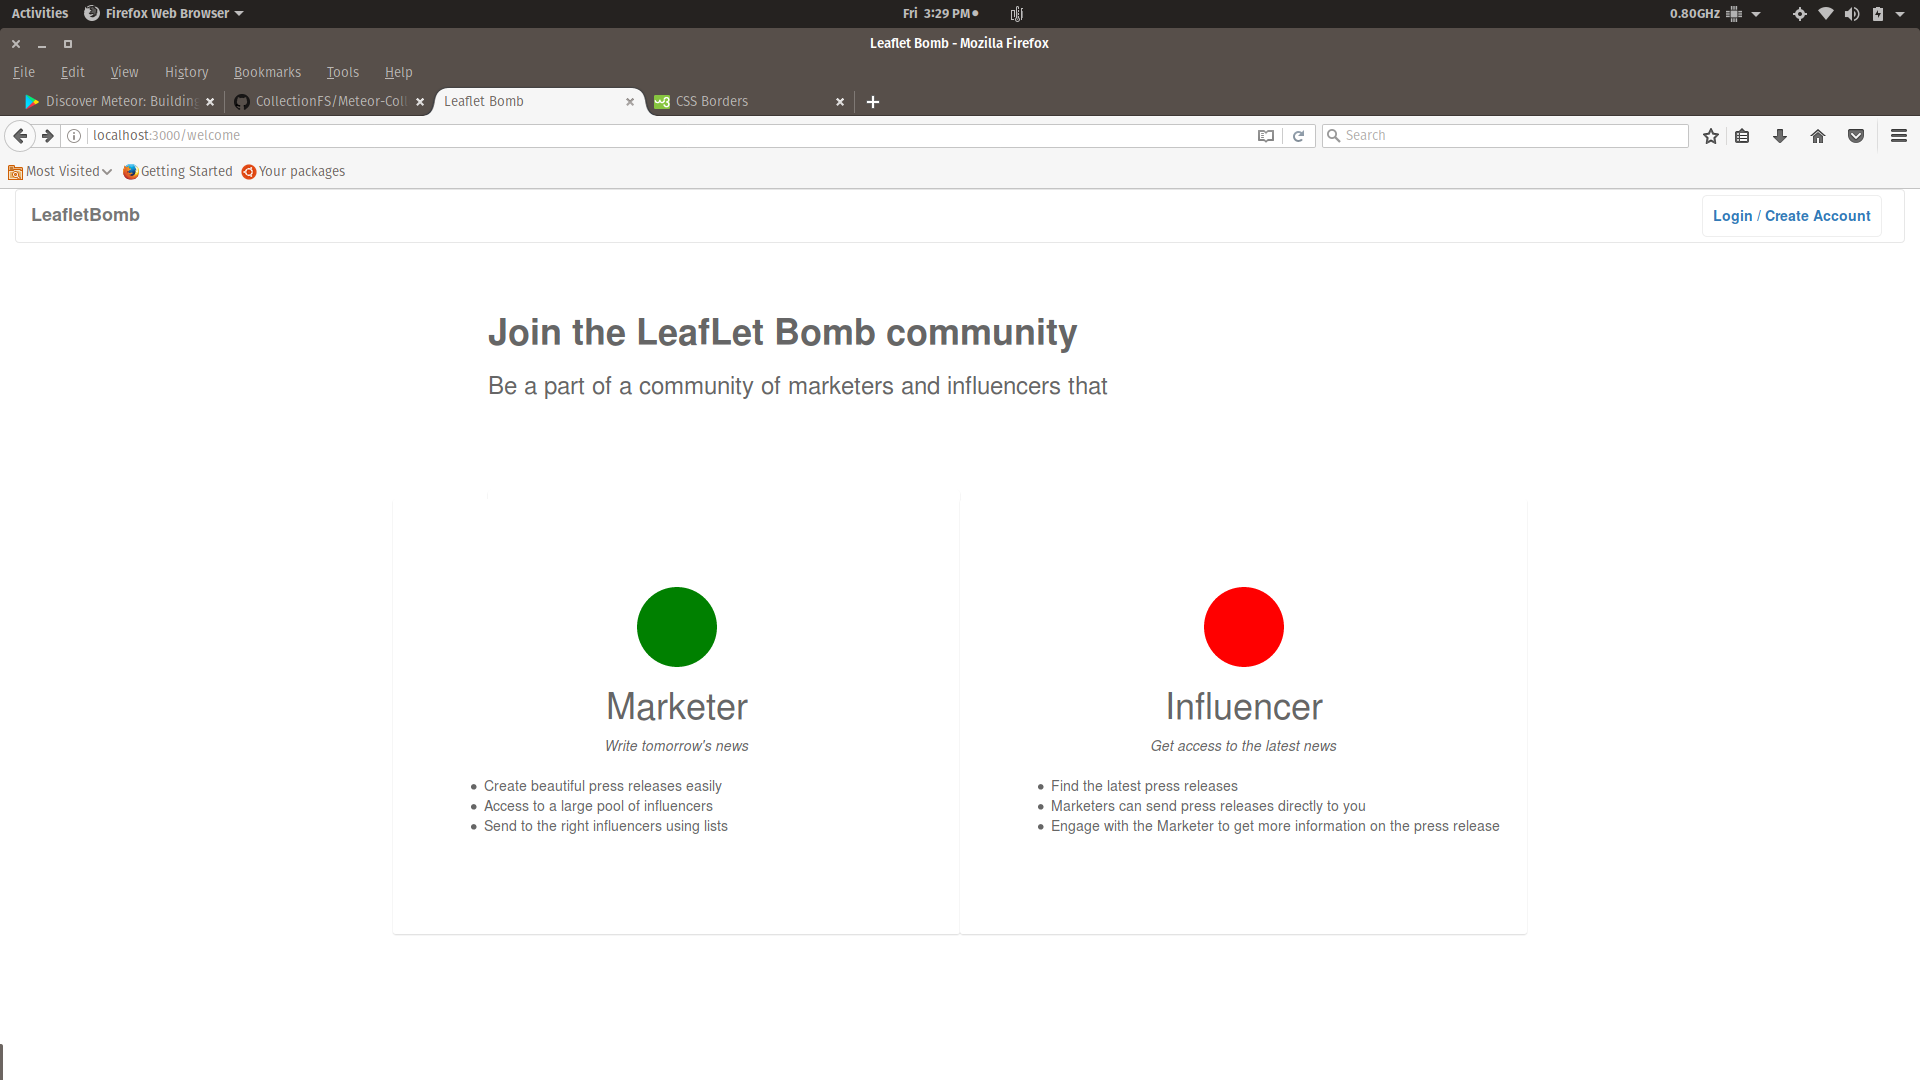 Activities Firefox Web Browser Fri 3:29 PM 0.80GHz
Leaflet Bomb - Mozilla Firefox
File Edit View History Bookmarks Tools Help
Discover Meteor: Building CollectionFS/Meteor-Coll Leaflet Bomb CSS Borders
localhost:3000/welcome Search
Most Visited Getting Started Your packages
LeafletBomb Login / Create Account
Join the LeafLet Bomb community
Be a part of a community of marketers and influencers that
Marketer
Write tomorrow's news
Create beautiful press releases easily
Access to a large pool of influencers
Send to the right influencers using lists
Influencer
Get access to the latest news
Find the latest press releases
Marketers can send press releases directly to you
Engage with the Marketer to get more information on the press release